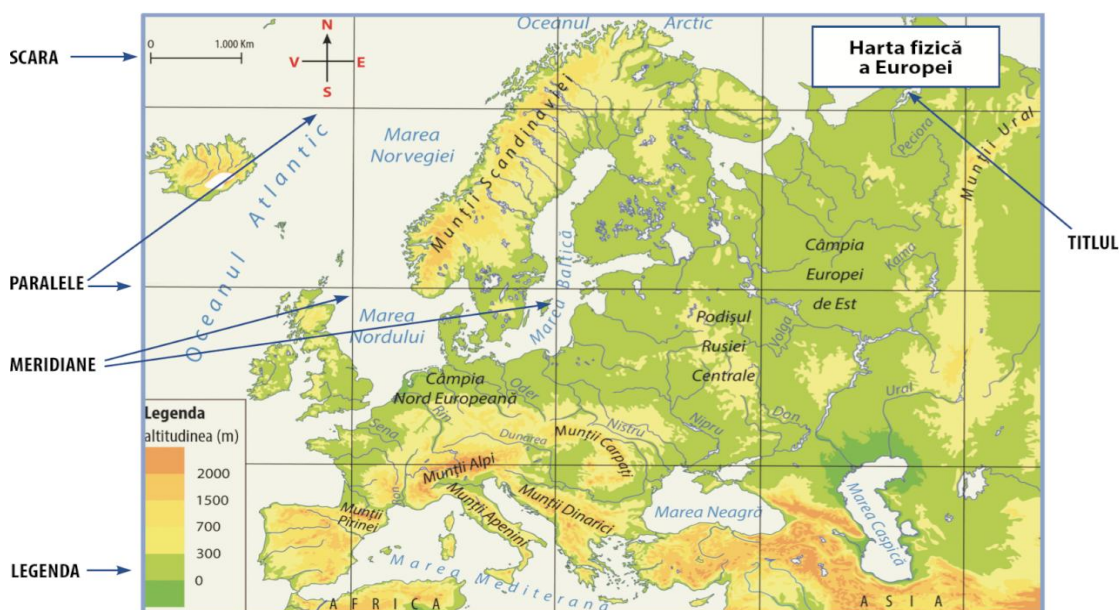 Oceanul
Arctic
Harta fizică
a Europei
SCARA
0
1.000 Km
N
V
E
S
Marea
Norvegiei
Munții Scandinaviei
Oceanul Atlantic
Peciora
Munții Ural
TITLUL
PARALELE
MERIDIANE
Marea
Nordului
Marea Baltică
Câmpia
Europei
de Est
Kama
Volga
Podișul
Rusiei
Centrale
Câmpia
Nord Europeană
Oder
Rin
Sena
Ural
Don
Nipru
Nistru
Dunărea
Munții Carpați
Munții Alpi
Ron
Munții
Pirinei
Munții Apenini
Munții Dinarici
Marea Neagră
Marea Caspică
Marea Mediterană
AFRICA
ASIA
Legenda
altitudinea (m)
2000
1500
700
300
0
LEGENDA